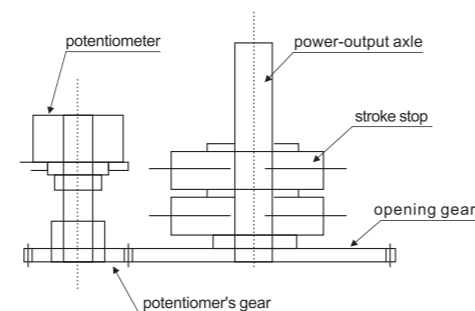 potentiometer
power-output axle
stroke stop
opening gear
potentiomer's gear